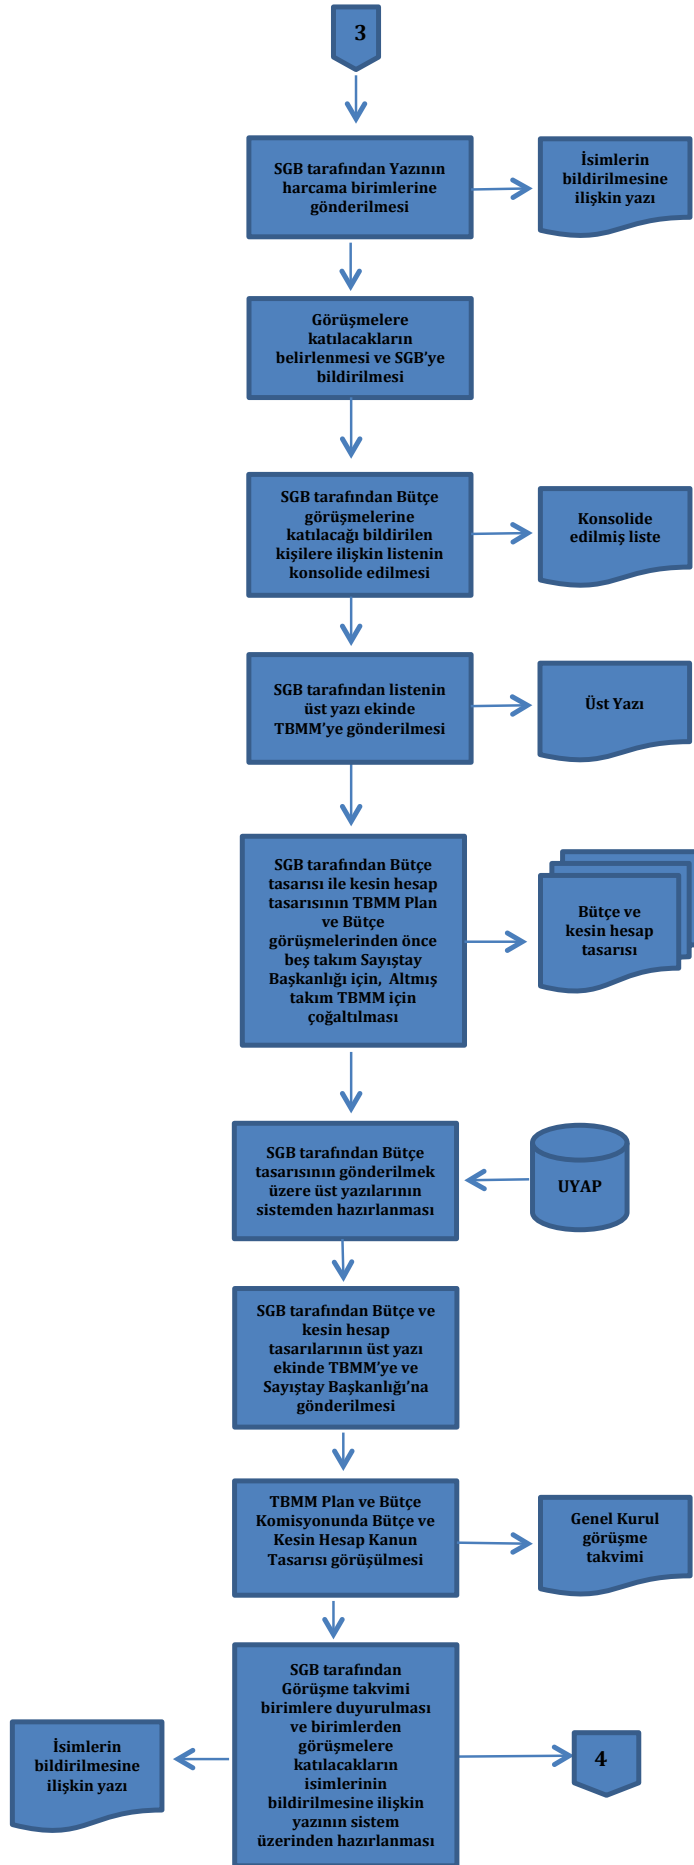 3
SGB tarafından Yazının
harcama birimlerine
gönderilmesi
İsimlerin
bildirilmesine
ilişkin yazı
Görüşmelere
katılacakların
belirlenmesi ve SGB’ye
bildirilmesi
SGB tarafından Bütçe
görüşmelerine
katılacağı bildirilen
kişilere ilişkin listenin
konsolide edilmesi
Konsolide
edilmiş liste
SGB tarafından listenin
üst yazı ekinde
TBMM’ye gönderilmesi
Üst Yazı
SGB tarafından Bütçe
tasarısı ile kesin hesap
tasarısının TBMM Plan
ve Bütçe
görüşmelerinden önce
beş takım Sayıştay
Başkanlığı için, Altmış
takım TBMM için
çoğaltılması
Bütçe ve
kesin hesap
tasarısı
SGB tarafından Bütçe
tasarısının gönderilmek
üzere üst yazılarının
sistemden hazırlanması
UYAP
SGB tarafından Bütçe ve
kesin hesap
tasarılarının üst yazı
ekinde TBMM’ye ve
Sayıştay Başkanlığı’na
gönderilmesi
TBMM Plan ve Bütçe
Komisyonunda Bütçe ve
Kesin Hesap Kanun
Tasarısı görüşülmesi
Genel Kurul
görüşme
takvimi
SGB tarafından
Görüşme takvimi
birimlere duyurulması
ve birimlerden
görüşmelere
katılacakların
isimlerinin
bildirilmesine ilişkin
yazının sistem
üzerinden hazırlanması
İsimlerin
bildirilmesine
ilişkin yazı
4